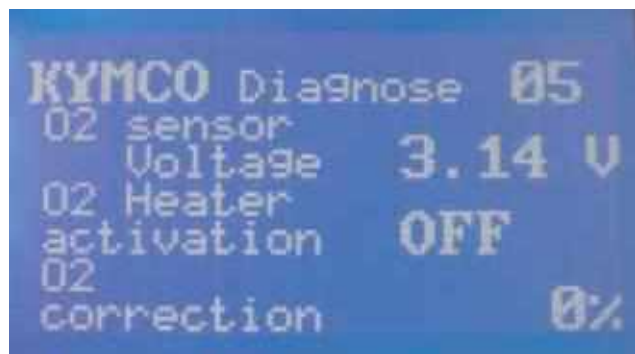 KYMCO Diagnose 05
O2 sensor
Voltage 3.14 V
O2 Heater
activation OFF
O2
correction 0%